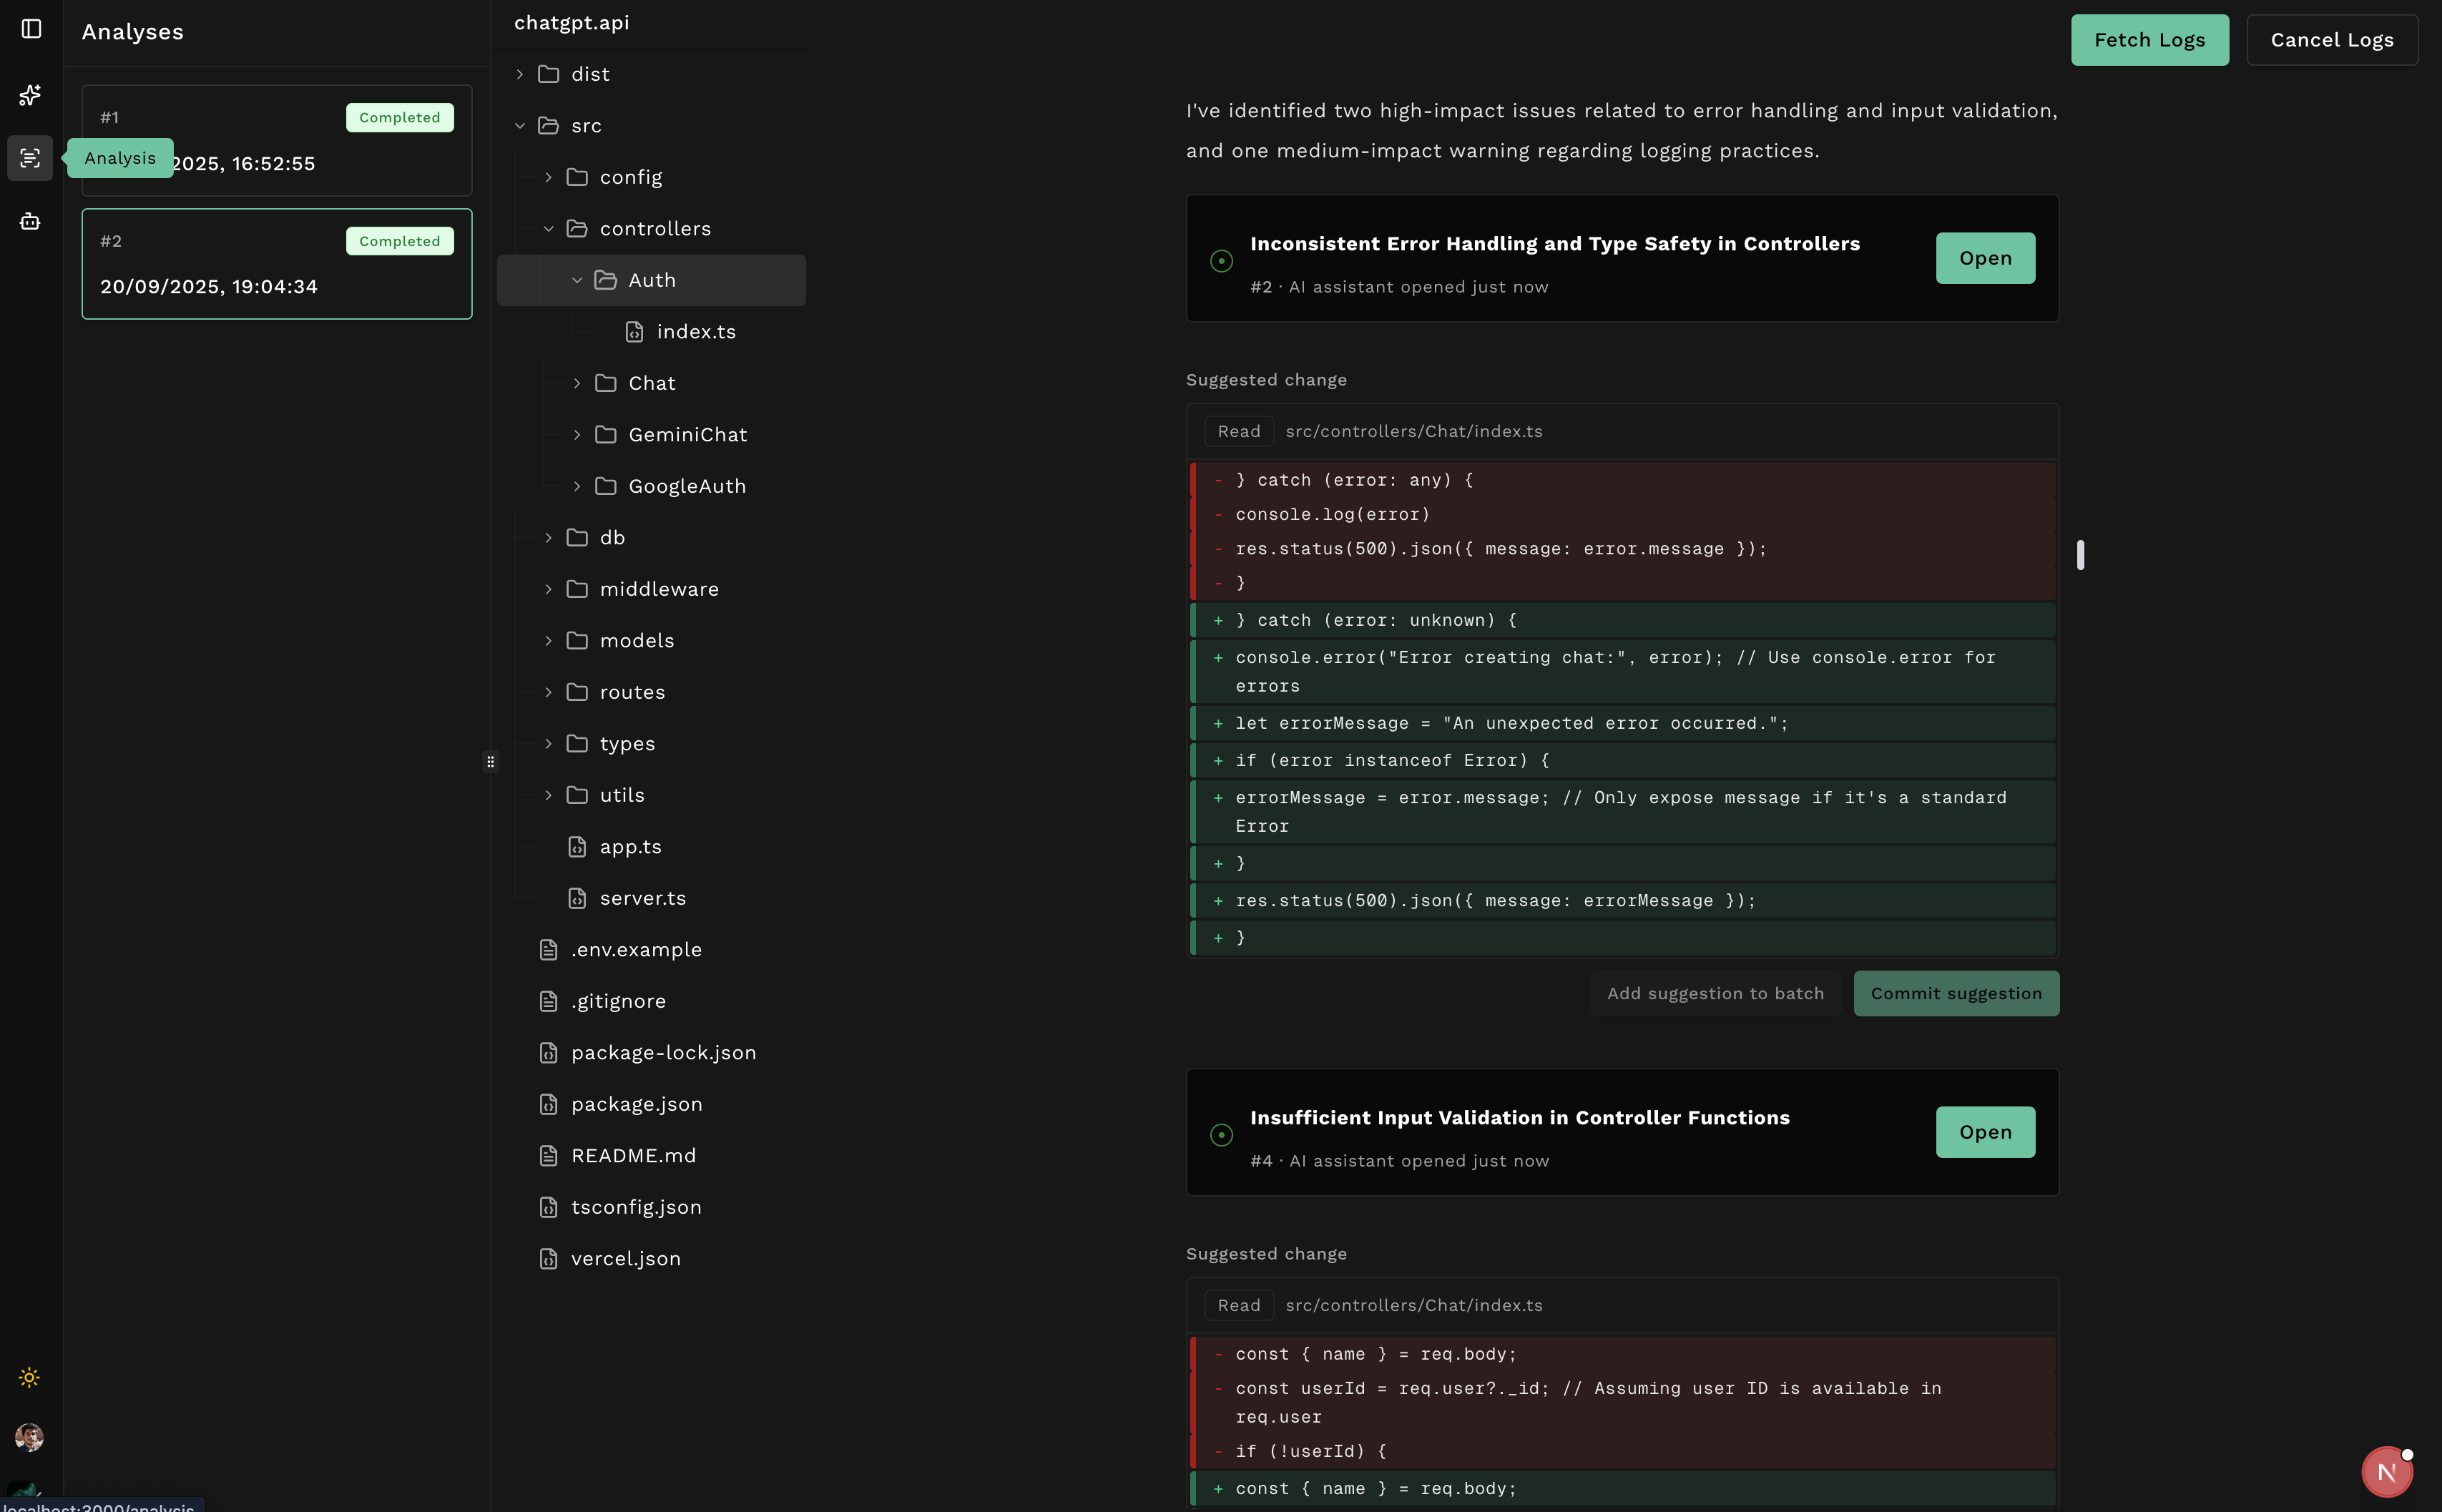 Analyses
#1
Completed
2025, 16:52:55
Analysis
#2
Completed
20/09/2025, 19:04:34
chatgpt.api
dist
src
config
controllers
Auth
index.ts
Chat
GeminiChat
GoogleAuth
db
middleware
models
routes
types
utils
app.ts
server.ts
.env.example
.gitignore
package-lock.json
package.json
README.md
tsconfig.json
vercel.json
Fetch Logs
Cancel Logs
I've identified two high-impact issues related to error handling and input validation,
and one medium-impact warning regarding logging practices.
Inconsistent Error Handling and Type Safety in Controllers
#2 · AI assistant opened just now
Open
Suggested change
Read src/controllers/Chat/index.ts
- } catch (error: any) {
- console.log(error)
- res.status(500).json({ message: error.message });
- }
+ } catch (error: unknown) {
+ console.error("Error creating chat:", error); // Use console.error for
errors
+ let errorMessage = "An unexpected error occurred.";
+ if (error instanceof Error) {
+ errorMessage = error.message; // Only expose message if it's a standard
Error
+ }
+ res.status(500).json({ message: errorMessage });
+ }
Add suggestion to batch
Commit suggestion
Insufficient Input Validation in Controller Functions
#4 · AI assistant opened just now
Open
Suggested change
Read src/controllers/Chat/index.ts
- const { name } = req.body;
- const userId = req.user?._id; // Assuming user ID is available in
req.user
- if (!userId) {
+ const { name } = req.body;
N
localhost:3000/analysis